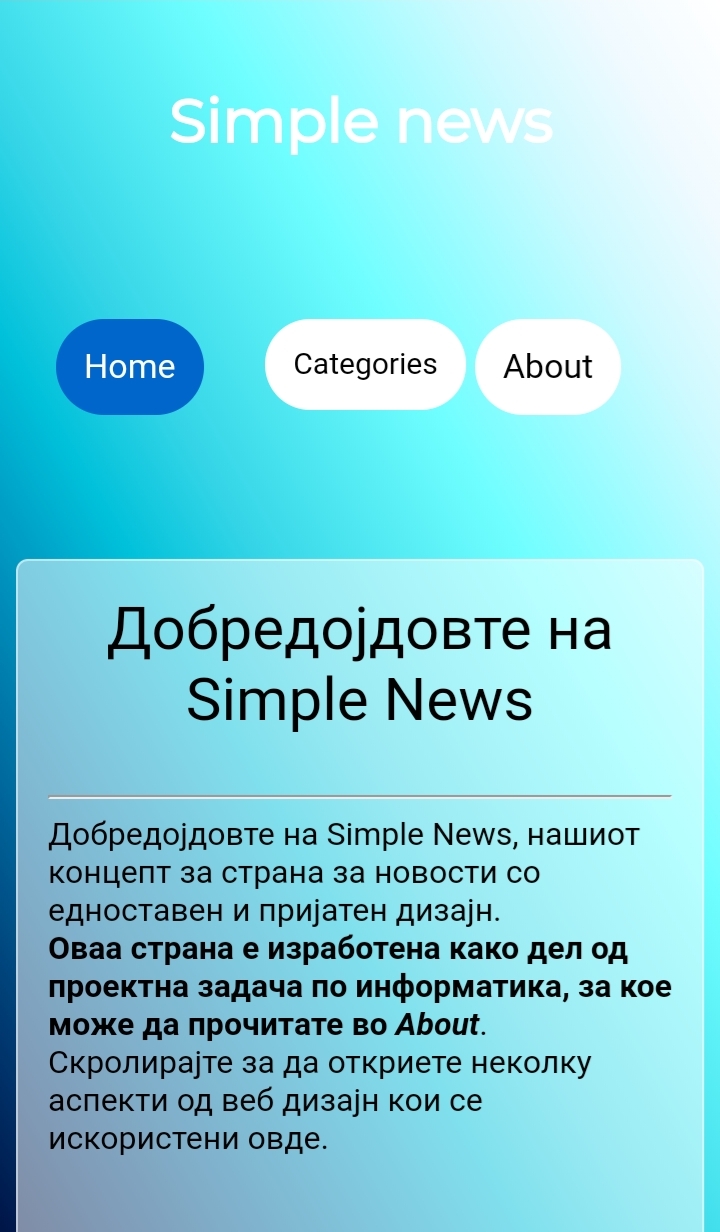 Simple news
Home Categories About
Добредојдовте на
Simple News
Добредојдовте на Simple News, нашиот
концепт за страна за новости со
едноставен и пријатен дизајн.
Оваа страна е изработена како дел од
проектна задача по информатика, за кое
може да прочитате во About.
Скролирајте за да откриете неколку
аспекти од веб дизајн кои се
искористени овде.